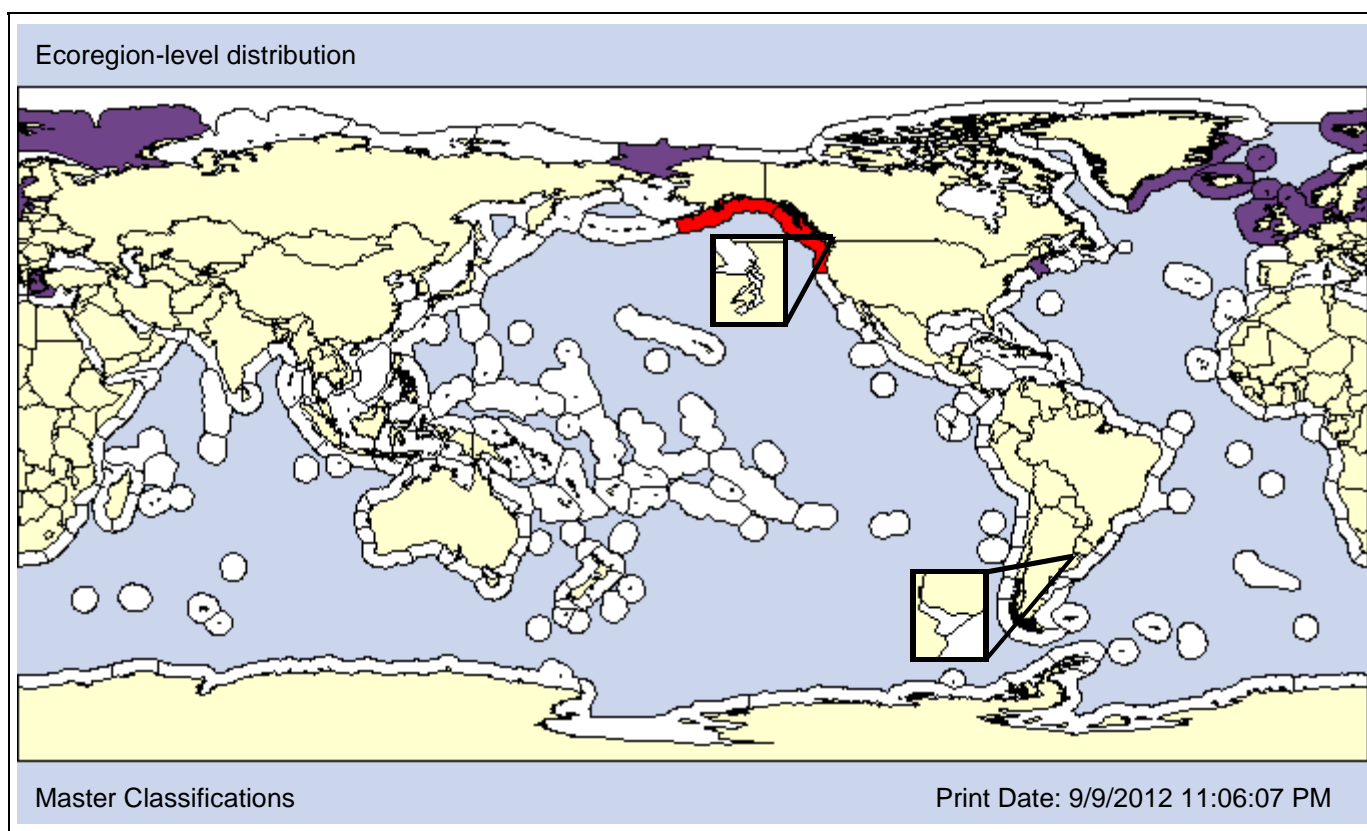 Ecoregion-level distribution
Master Classifications
Print Date: 9/9/2012 11:06:07 PM